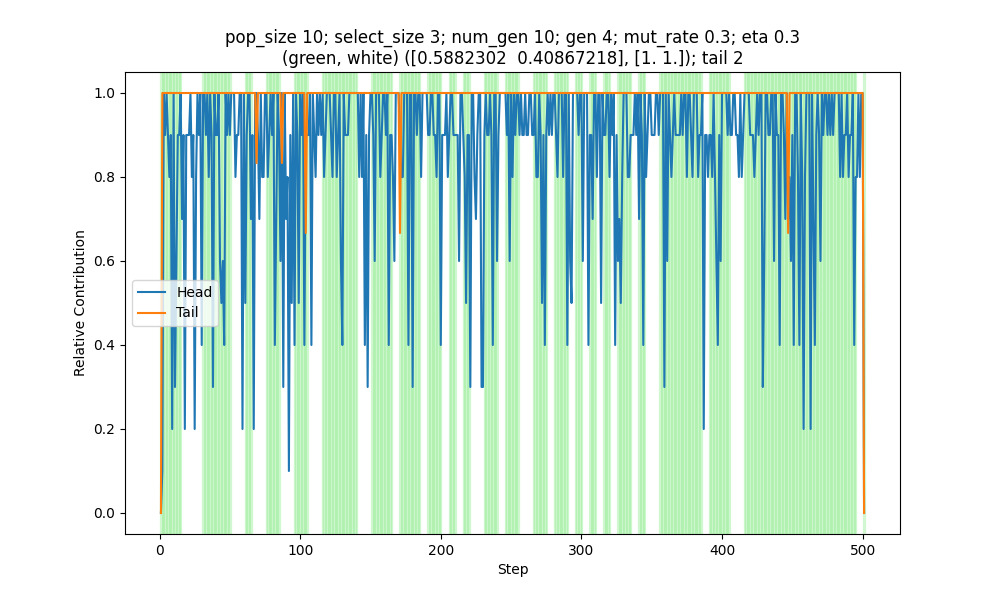 pop_size 10; select_size 3; num_gen 10; gen 4; mut_rate 0.3; eta 0.3
(green, white) ([0.5882302  0.40867218], [1. 1.]); tail 2
1.0
0.8
0.6
0.4
0.2
0.0
Relative Contribution
Head
Tail
0
100
200
300
400
500
Step